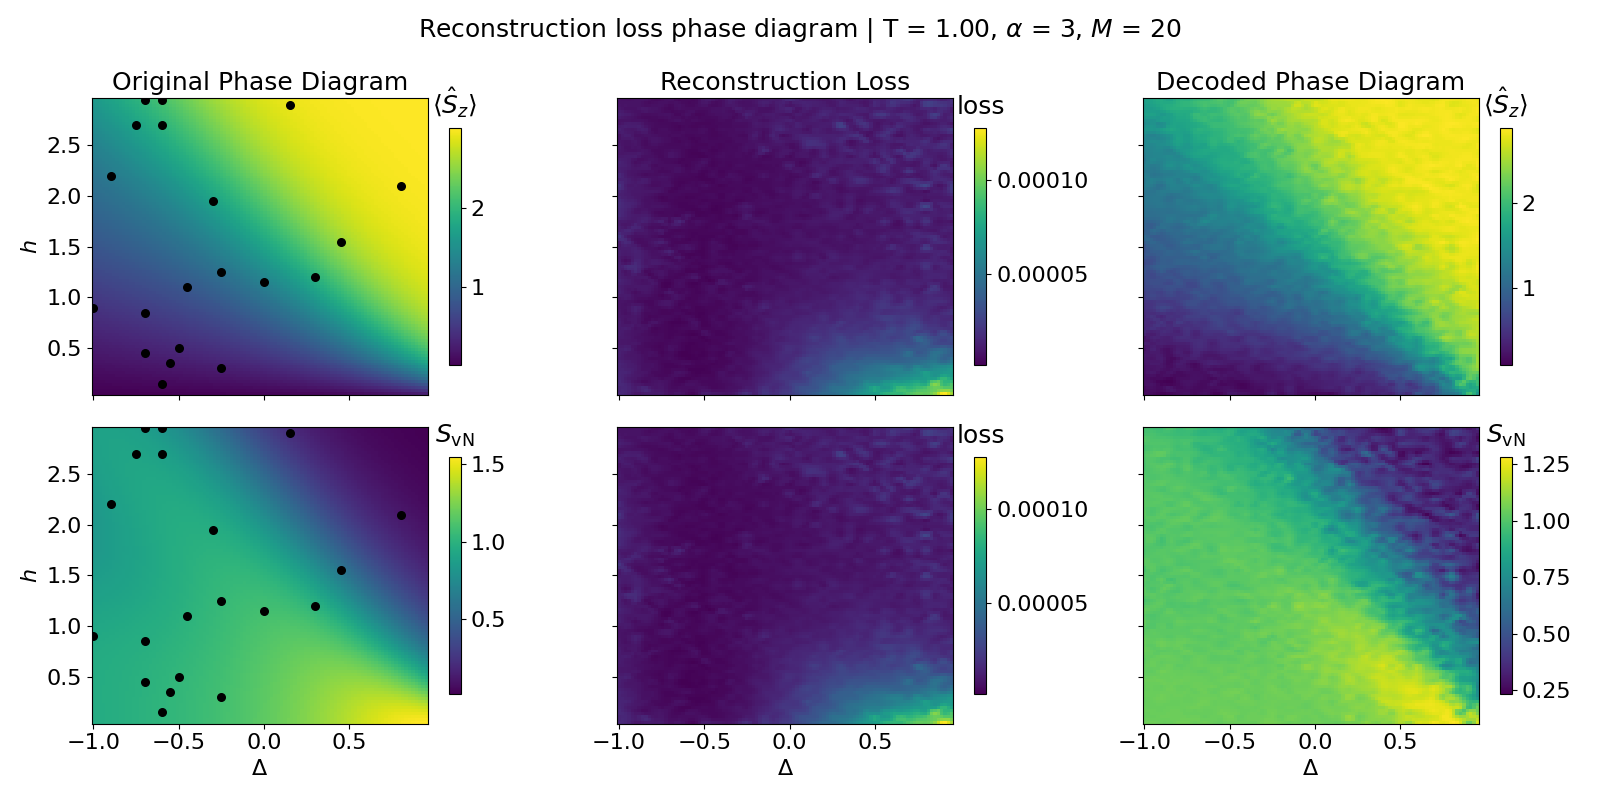 Reconstruction loss phase diagram | T = 1.00, α = 3, M = 20
Original Phase Diagram
Reconstruction Loss
Decoded Phase Diagram
⟨Ŝz⟩
loss
⟨Ŝz⟩
h
2.5
2.0
1.5
1.0
0.5
2
1
0.00010
0.00005
2
1
SvN
loss
SvN
h
2.5
2.0
1.5
1.0
0.5
1.5
1.0
0.5
0.00010
0.00005
1.25
1.00
0.75
0.50
0.25
−1.0 −0.5 0.0 0.5
−1.0 −0.5 0.0 0.5
−1.0 −0.5 0.0 0.5
Δ
Δ
Δ